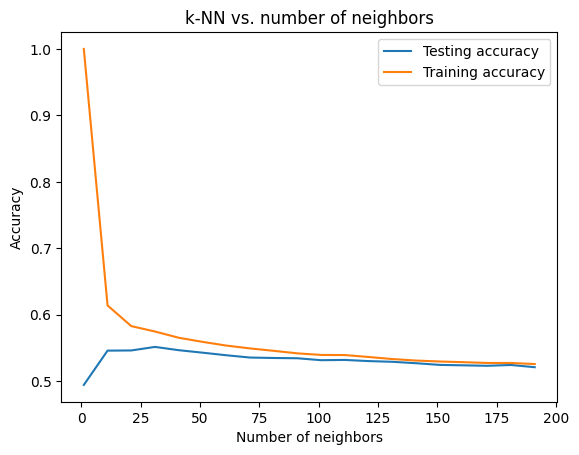 k-NN vs. number of neighbors
Testing accuracy
Training accuracy
1.0
0.9
0.8
0.7
0.6
0.5
Accuracy
0 25 50 75 100 125 150 175 200
Number of neighbors